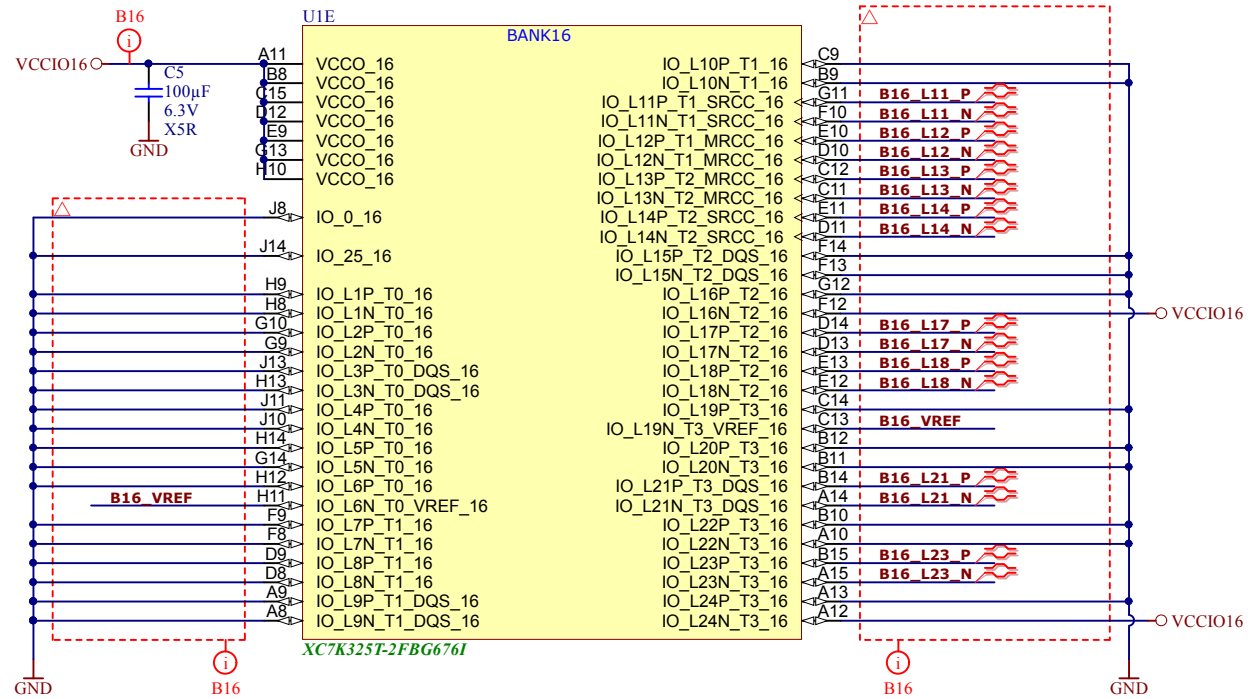 B16
U1E
BANK16
VCCIO16
C5
100µF
6.3V
X5R
GND
A11 VCCO_16
B8 VCCO_16
C15 VCCO_16
D12 VCCO_16
E9 VCCO_16
G13 VCCO_16
H10 VCCO_16
J8 IO_0_16
J14 IO_25_16
H9 IO_L1P_T0_16
H8 IO_L1N_T0_16
G10 IO_L2P_T0_16
G9 IO_L2N_T0_16
J13 IO_L3P_T0_DQS_16
H13 IO_L3N_T0_DQS_16
J11 IO_L4P_T0_16
J10 IO_L4N_T0_16
H14 IO_L5P_T0_16
G14 IO_L5N_T0_16
H12 IO_L6P_T0_16
B16_VREF H11 IO_L6N_T0_VREF_16
F9 IO_L7P_T1_16
F8 IO_L7N_T1_16
D9 IO_L8P_T1_16
D8 IO_L8N_T1_16
A9 IO_L9P_T1_DQS_16
A8 IO_L9N_T1_DQS_16
IO_L10P_T1_16 C9
IO_L10N_T1_16 B9
IO_L11P_T1_SRCC_16 G11 B16_L11_P
IO_L11N_T1_SRCC_16 F10 B16_L11_N
IO_L12P_T1_MRCC_16 E10 B16_L12_P
IO_L12N_T1_MRCC_16 D10 B16_L12_N
IO_L13P_T2_MRCC_16 C12 B16_L13_P
IO_L13N_T2_MRCC_16 C11 B16_L13_N
IO_L14P_T2_SRCC_16 E11 B16_L14_P
IO_L14N_T2_SRCC_16 D11 B16_L14_N
IO_L15P_T2_DQS_16 F14
IO_L15N_T2_DQS_16 F13
IO_L16P_T2_16 G12
IO_L16N_T2_16 F12 VCCIO16
IO_L17P_T2_16 D14 B16_L17_P
IO_L17N_T2_16 D13 B16_L17_N
IO_L18P_T2_16 E13 B16_L18_P
IO_L18N_T2_16 E12 B16_L18_N
IO_L19P_T3_16 C14
IO_L19N_T3_VREF_16 C13 B16_VREF
IO_L20P_T3_16 B12
IO_L20N_T3_16 B11
IO_L21P_T3_DQS_16 B14 B16_L21_P
IO_L21N_T3_DQS_16 A14 B16_L21_N
IO_L22P_T3_16 B10
IO_L22N_T3_16 A10
IO_L23P_T3_16 B15 B16_L23_P
IO_L23N_T3_16 A15 B16_L23_N
IO_L24P_T3_16 A13
IO_L24N_T3_16 A12 VCCIO16
XC7K325T-2FBG676I
i
i
i
GND
B16
B16
GND